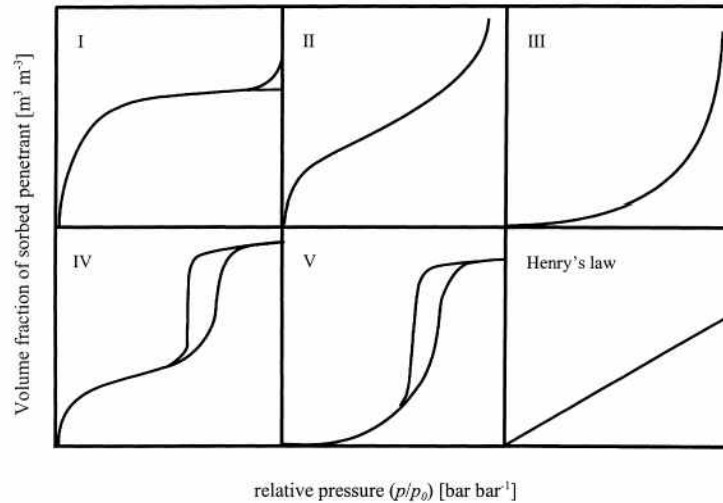 Volume fraction of sorbed penetrant [m³ m⁻³]
I
II
III
IV
V
Henry's law
relative pressure (p/p₀) [bar bar⁻¹]